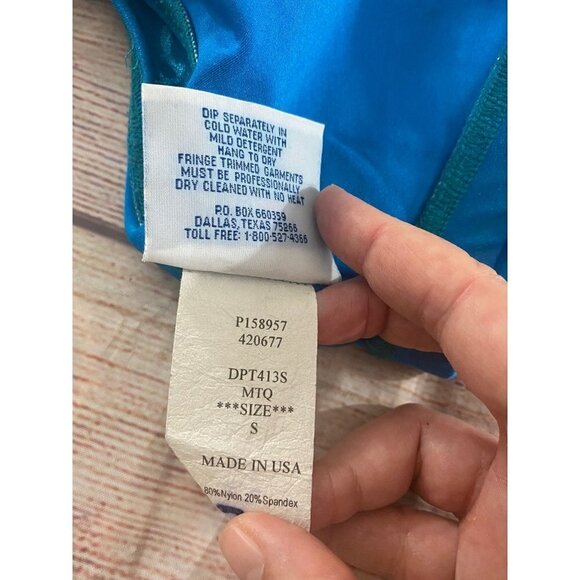 DIP SEPARATELY IN
COLD WATER WITH
MILD DETERGENT
HANG TO DRY
FRINGE TRIMMED GARMENTS
MUST BE PROFESSIONALLY
DRY CLEANED WITH NO HEAT
P.O. BOX 660359
DALLAS, TEXAS 75266
TOLL FREE: 1-800-527-4366
P158957
420677
DPT413S
MTQ
***SIZE***
S
MADE IN USA
80%Nylon 20%Spandex